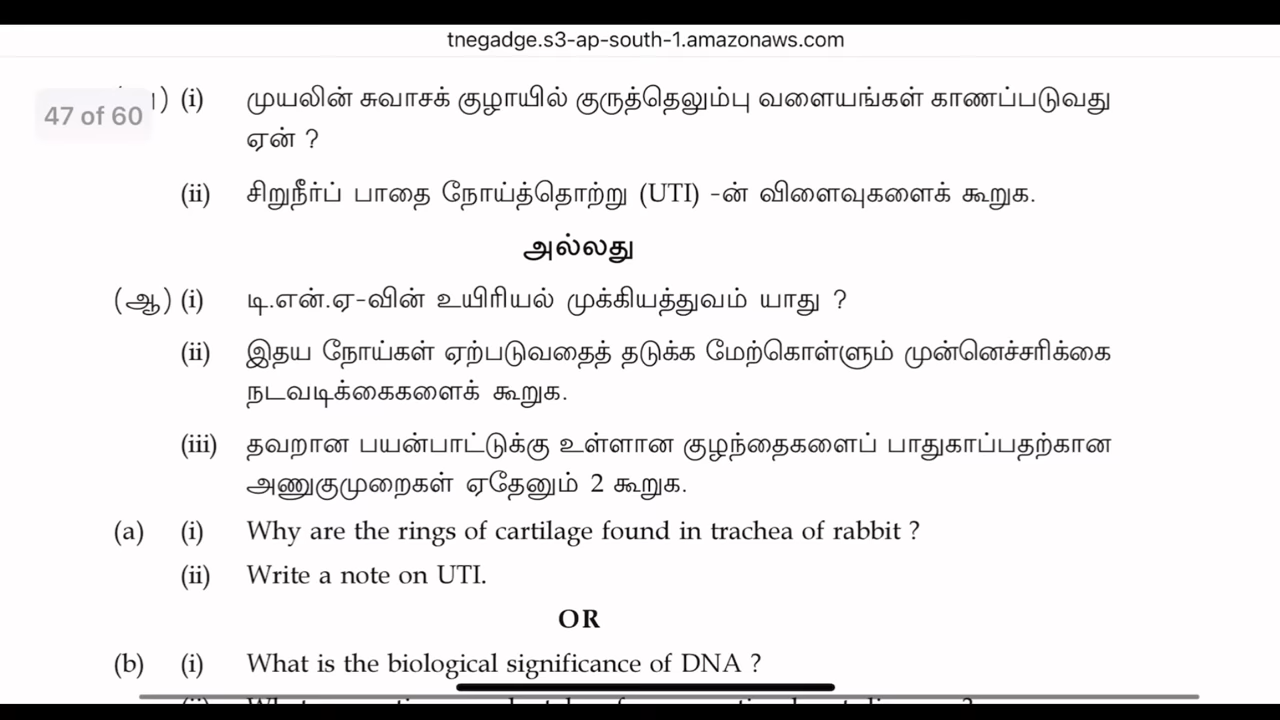 tnegadge.s3-ap-south-1.amazonaws.com
47 of 60
) (i) முயலின் சுவாசக் குழாயில் குருத்தெலும்பு வளையங்கள் காணப்படுவது
ஏன் ?
(ii) சிறுநீர்ப் பாதை நோய்த்தொற்று (UTI) -ன் விளைவுகளைக் கூறுக.
அல்லது
(ஆ) (i) டி.என்.ஏ-வின் உயிரியல் முக்கியத்துவம் யாது ?
(ii) இதய நோய்கள் ஏற்படுவதைத் தடுக்க மேற்கொள்ளும் முன்னெச்சரிக்கை
நடவடிக்கைகளைக் கூறுக.
(iii) தவறான பயன்பாட்டுக்கு உள்ளான குழந்தைகளைப் பாதுகாப்பதற்கான
அணுகுமுறைகள் ஏதேனும் 2 கூறுக.
(a) (i) Why are the rings of cartilage found in trachea of rabbit ?
(ii) Write a note on UTI.
OR
(b) (i) What is the biological significance of DNA ?